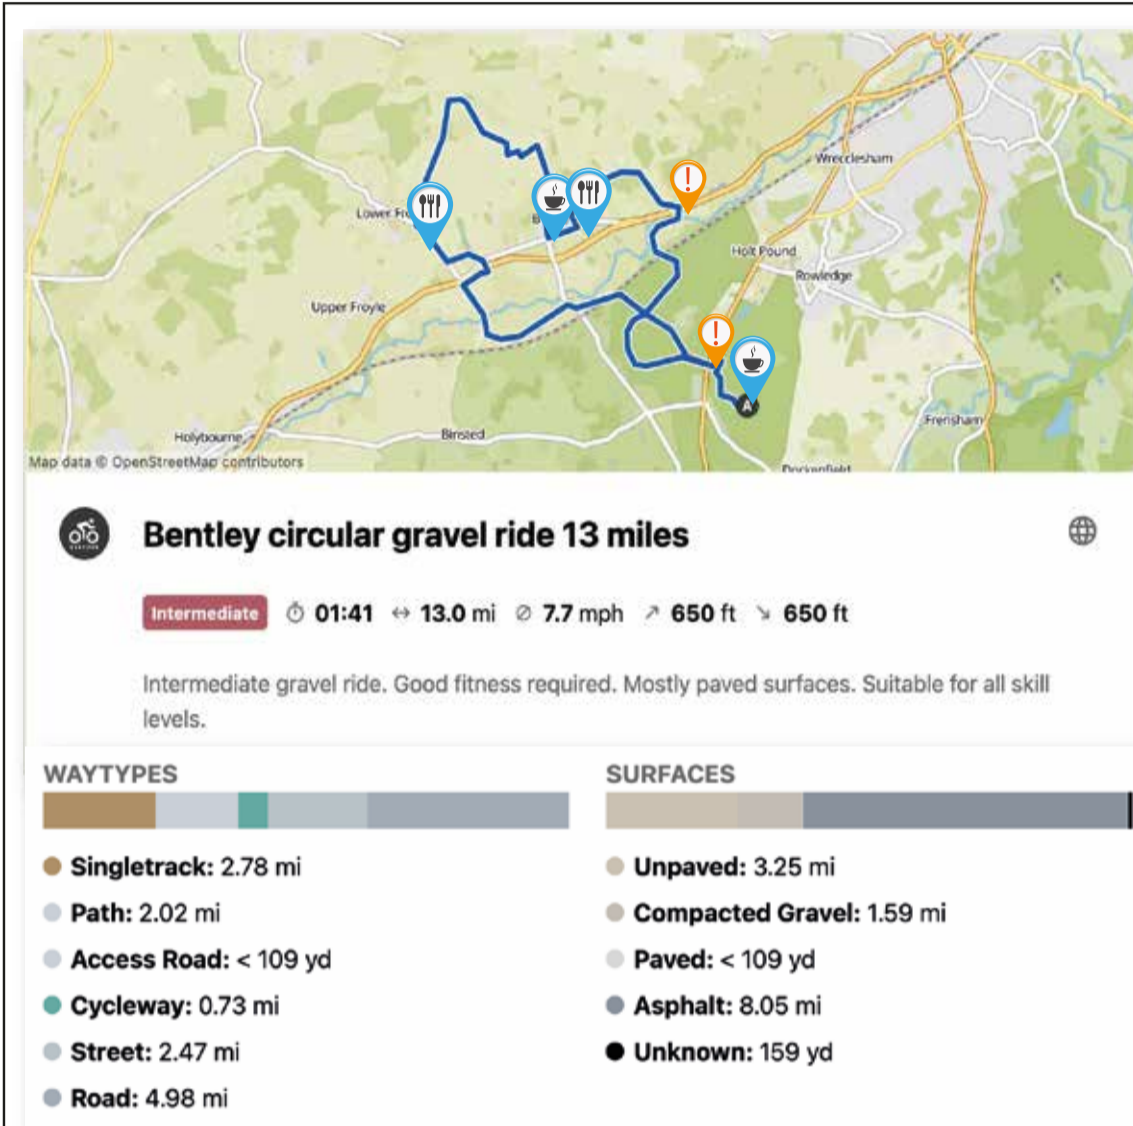 Wrecclesham
Lower Fr
B
Holt Pound
Rowledge
Upper Froyle
A
Frensham
Holybourne
Binsted
Map data © OpenStreetMap contributors
Dockenfield
Bentley circular gravel ride 13 miles
Intermediate 01:41 13.0 mi 7.7 mph 650 ft 650 ft
Intermediate gravel ride. Good fitness required. Mostly paved surfaces. Suitable for all skill
levels.
WAYTYPES
Singletrack: 2.78 mi
Path: 2.02 mi
Access Road: < 109 yd
Cycleway: 0.73 mi
Street: 2.47 mi
Road: 4.98 mi
SURFACES
Unpaved: 3.25 mi
Compacted Gravel: 1.59 mi
Paved: < 109 yd
Asphalt: 8.05 mi
Unknown: 159 yd